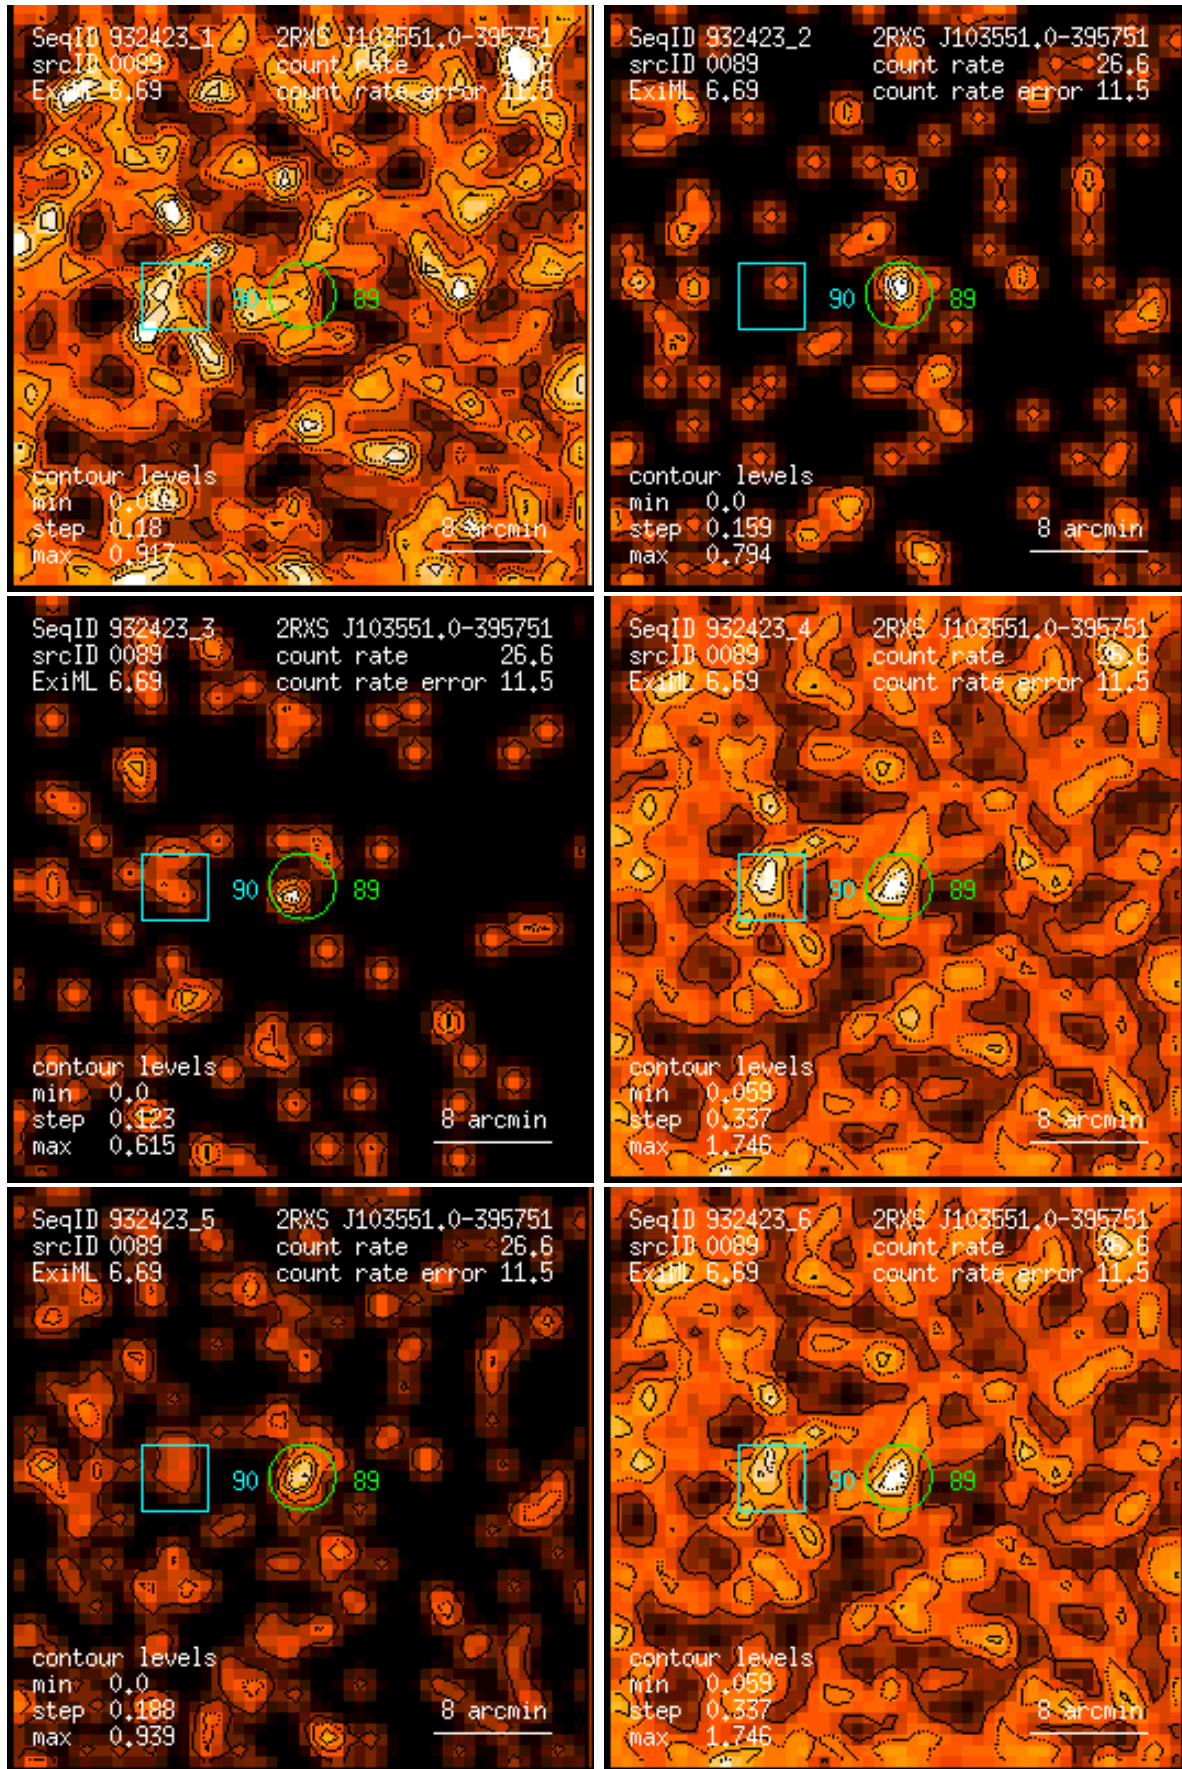 SeqID 932423_1 2RXS J103551.0-395751
srcID 0089 count rate 6
ExiML 6.69 count rate error 11.5
90 89
contour levels
min 0.0
step 0.18 8 arcmin
max 0.917
SeqID 932423_2 2RXS J103551.0-395751
srcID 0089 count rate 26.6
ExiML 6.69 count rate error 11.5
90 89
contour levels
min 0.0
step 0.159 8 arcmin
max 0.794
SeqID 932423_3 2RXS J103551.0-395751
srcID 0089 count rate 26.6
ExiML 6.69 count rate error 11.5
90 89
contour levels
min 0.0
step 0.123 8 arcmin
max 0.615
SeqID 932423_4 2RXS J103551.0-395751
srcID 0089 count rate 26.6
ExiML 6.69 count rate error 11.5
90 89
contour levels
min 0.059
step 0.337 8 arcmin
max 1.746
SeqID 932423_5 2RXS J103551.0-395751
srcID 0089 count rate 26.6
ExiML 6.69 count rate error 11.5
90 89
contour levels
min 0.0
step 0.188 8 arcmin
max 0.939
SeqID 932423_6 2RXS J103551.0-395751
srcID 0089 count rate 26.6
ExiML 6.69 count rate error 11.5
90 89
contour levels
min 0.059
step 0.337 8 arcmin
max 1.746